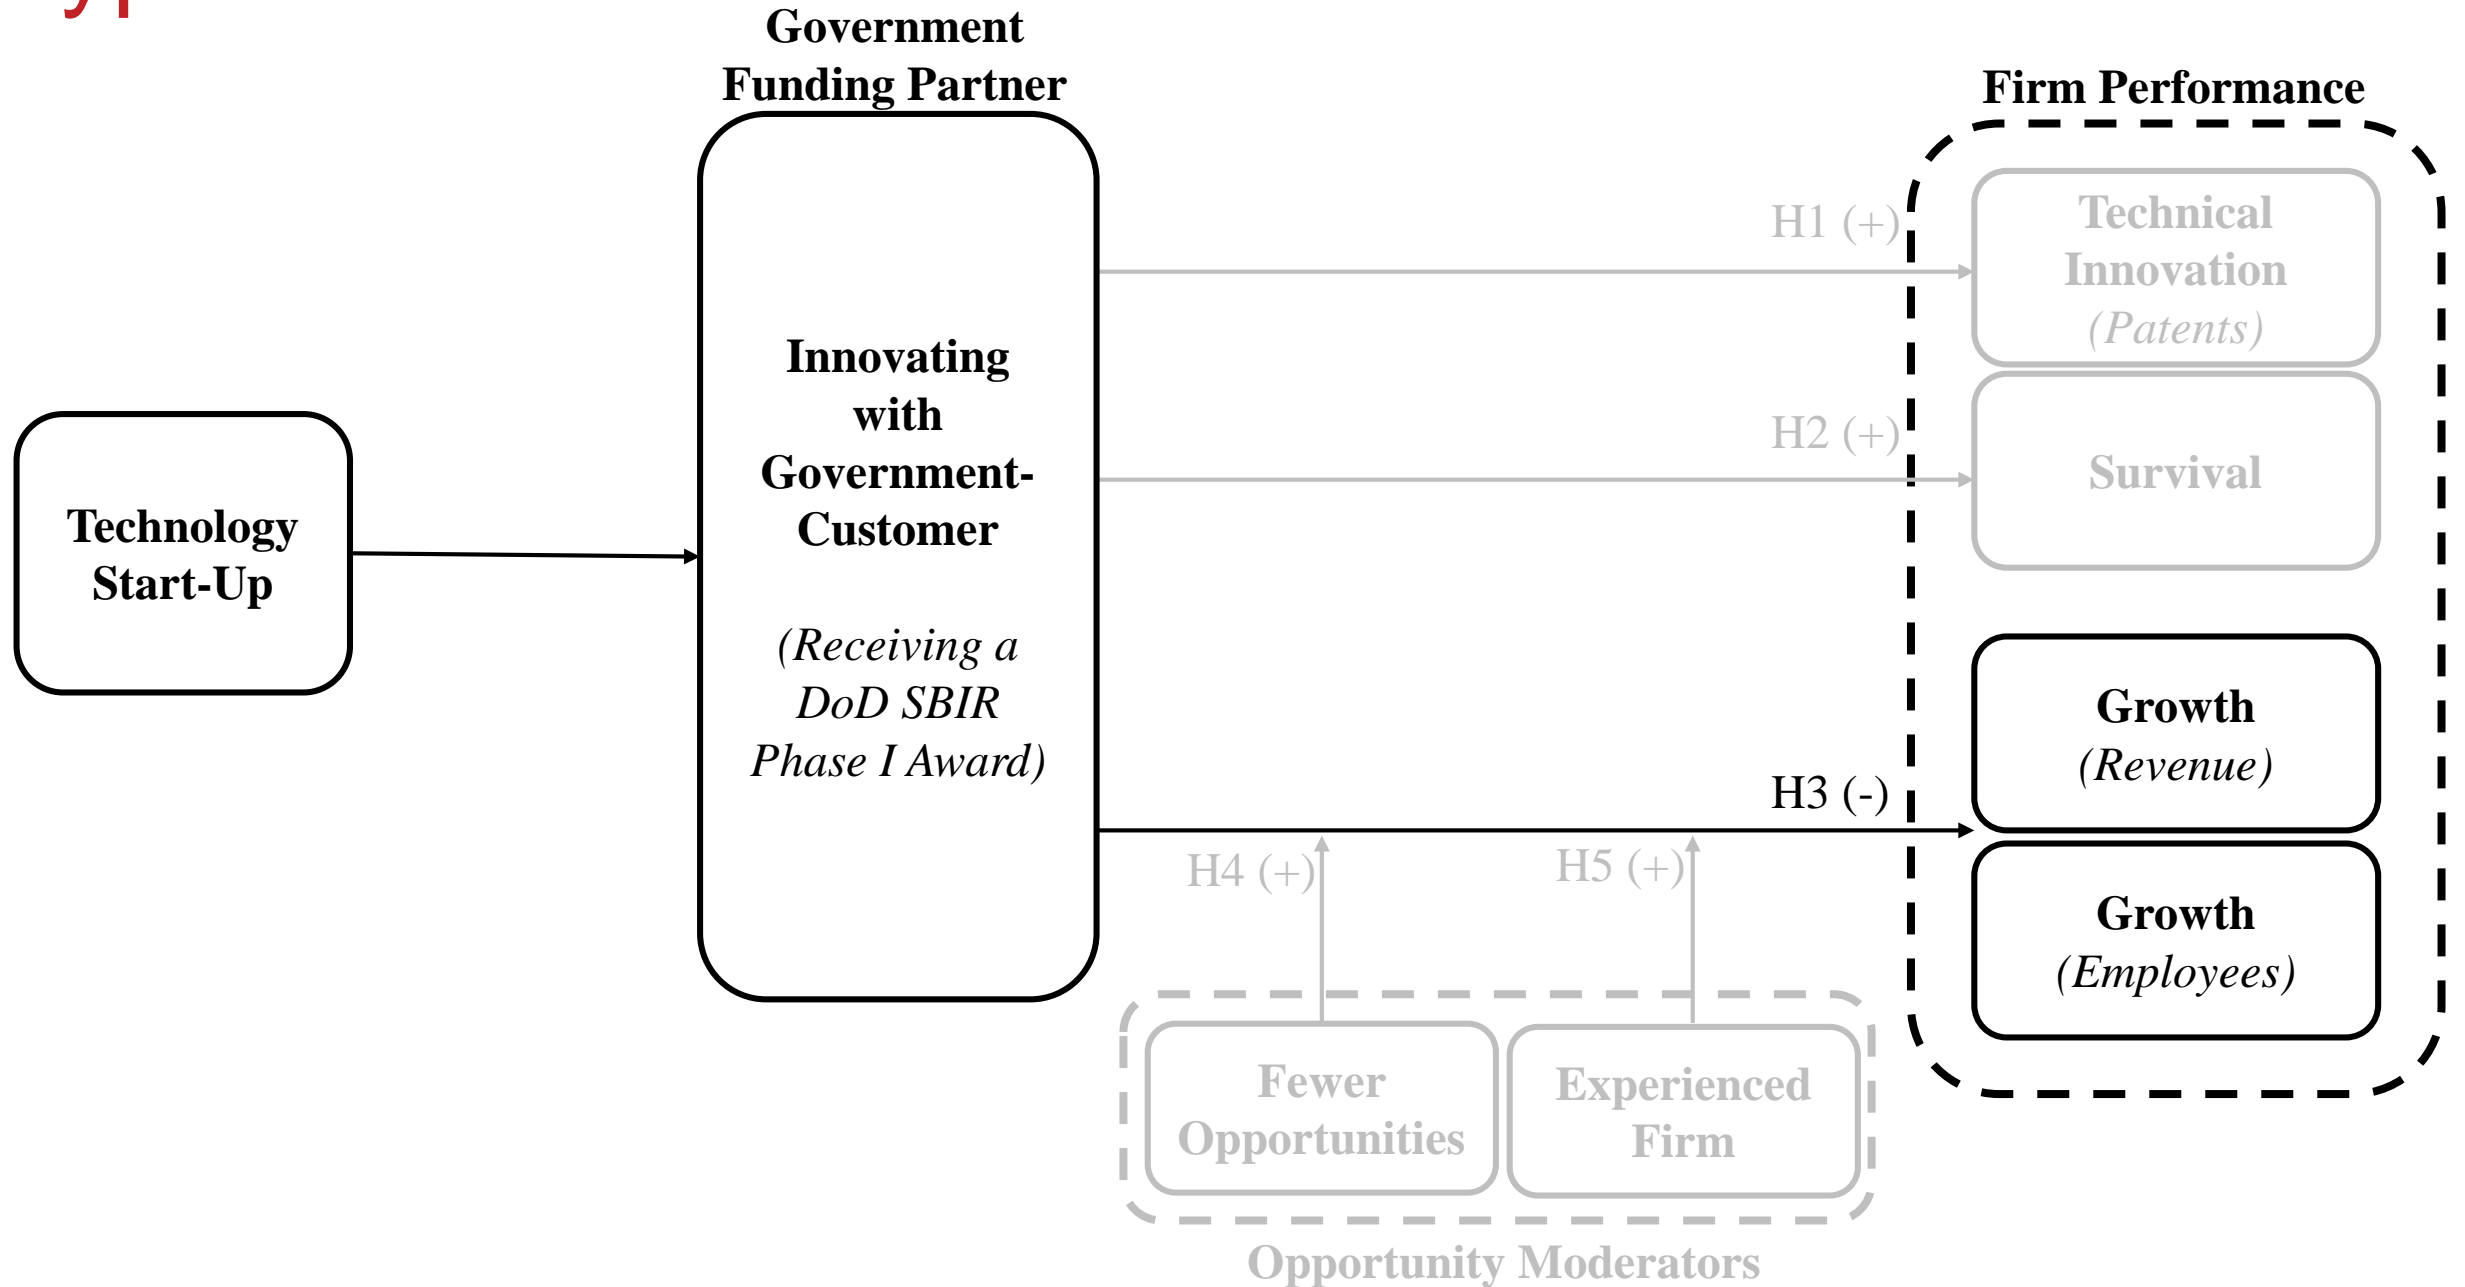 Government
Funding Partner
Firm Performance
Technology
Start-Up
Innovating
with
Government-
Customer
(Receiving a
DoD SBIR
Phase I Award)
H1 (+)
Technical
Innovation
(Patents)
H2 (+)
Survival
H3 (-)
Growth
(Revenue)
Growth
(Employees)
H4 (+)
H5 (+)
Fewer
Opportunities
Experienced
Firm
Opportunity Moderators